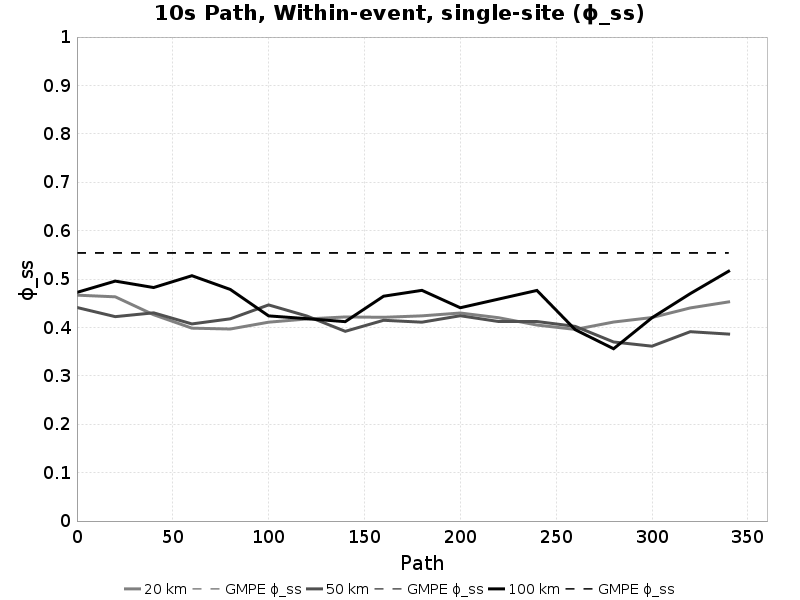 10s Path, Within-event, single-site (ϕ_ss)
1
0.9
0.8
0.7
0.6
0.5
0.4
0.3
0.2
0.1
0
ϕ_ss
0 50 100 150 200 250 300 350
Path
20 km GMPE ϕ_ss 50 km GMPE ϕ_ss 100 km GMPE ϕ_ss